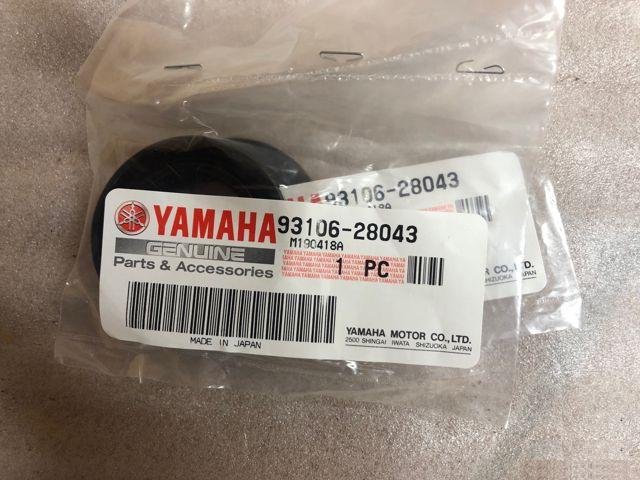 93106-28043
YAMAHA 93106-28043
GENUINE
Parts & Accessories
M190418A
1 PC
MADE IN JAPAN
YAMAHA MOTOR CO., LTD.
2500 SHINGAI IWATA SHIZUOKA JAPAN